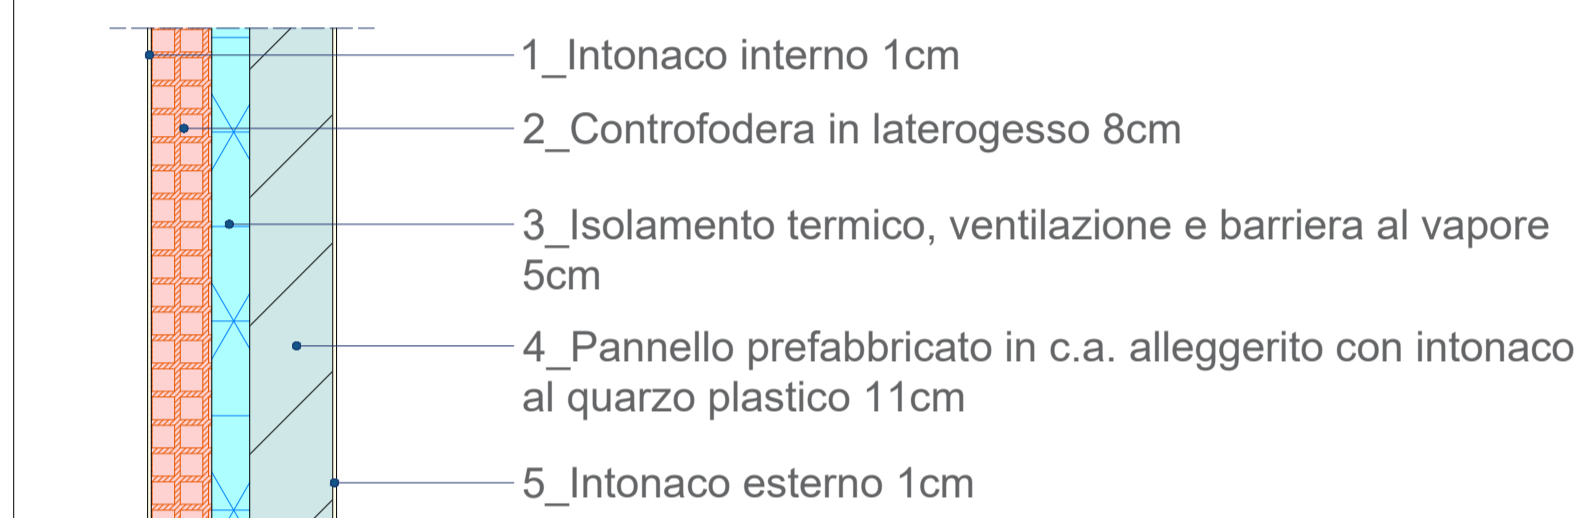 1_Intonaco interno 1cm
2_Controfodera in laterogesso 8cm
3_Isolamento termico, ventilazione e barriera al vapore
5cm
4_Pannello prefabbricato in c.a. alleggerito con intonaco
al quarzo plastico 11cm
5_Intonaco esterno 1cm